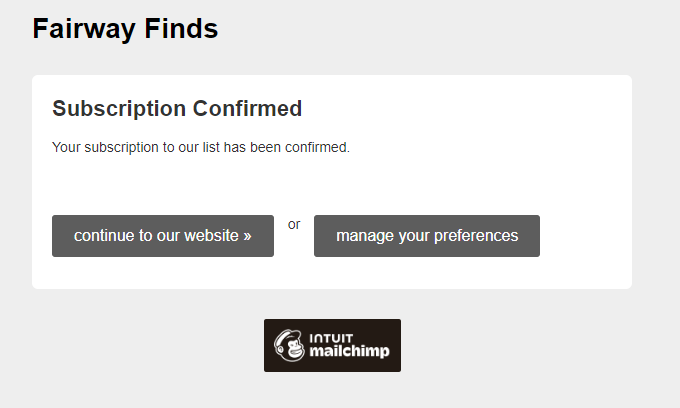 Fairway Finds
Subscription Confirmed
Your subscription to our list has been confirmed.
continue to our website »
or
manage your preferences
INTUIT
mailchimp